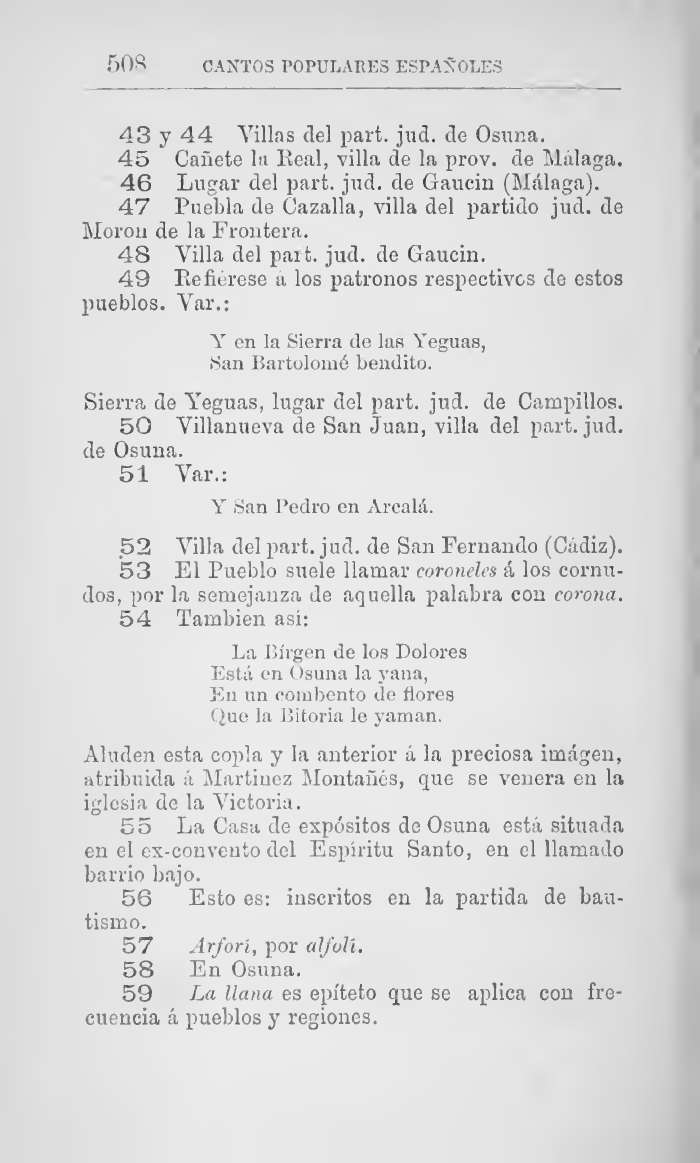 508 CANTOS POPULARES ESPAÑOLES
43 y 44 Villas del part. jud. de Osuna.
45 Cañete la Real, villa de la prov. de Málaga.
46 Lugar del part. jud. de Gaucin (Málaga).
47 Puebla de Cazalla, villa del partido jud. de
Moron de la Frontera.
48 Villa del part. jud. de Gaucin.
49 Refiérese á los patronos respectivos de estos
pueblos. Var.:
Y en la Sierra de las Yeguas,
San Bartolomé bendito.
Sierra de Yeguas, lugar del part. jud. de Campillos.
50 Villanueva de San Juan, villa del part. jud.
de Osuna.
51 Var.:
Y San Pedro en Arcalá.
52 Villa del part. jud. de San Fernando (Cádiz).
53 El Pueblo suele llamar coroneles á los cornu-
dos, por la semejanza de aquella palabra con corona.
54 Tambien así:
La Bírgen de los Dolores
Está en Osuna la yana,
En un combento de flores
Que la Bitoria le yaman.
Aluden esta copla y la anterior á la preciosa imágen,
atribuida á Martinez Montañés, que se venera en la
iglesia de la Victoria.
55 La Casa de expósitos de Osuna está situada
en el ex-convento del Espíritu Santo, en el llamado
barrio bajo.
56 Esto es: inscritos en la partida de bau-
tismo.
57 Arforí, por alfolí.
58 En Osuna.
59 La llana es epíteto que se aplica con fre-
cuencia á pueblos y regiones.